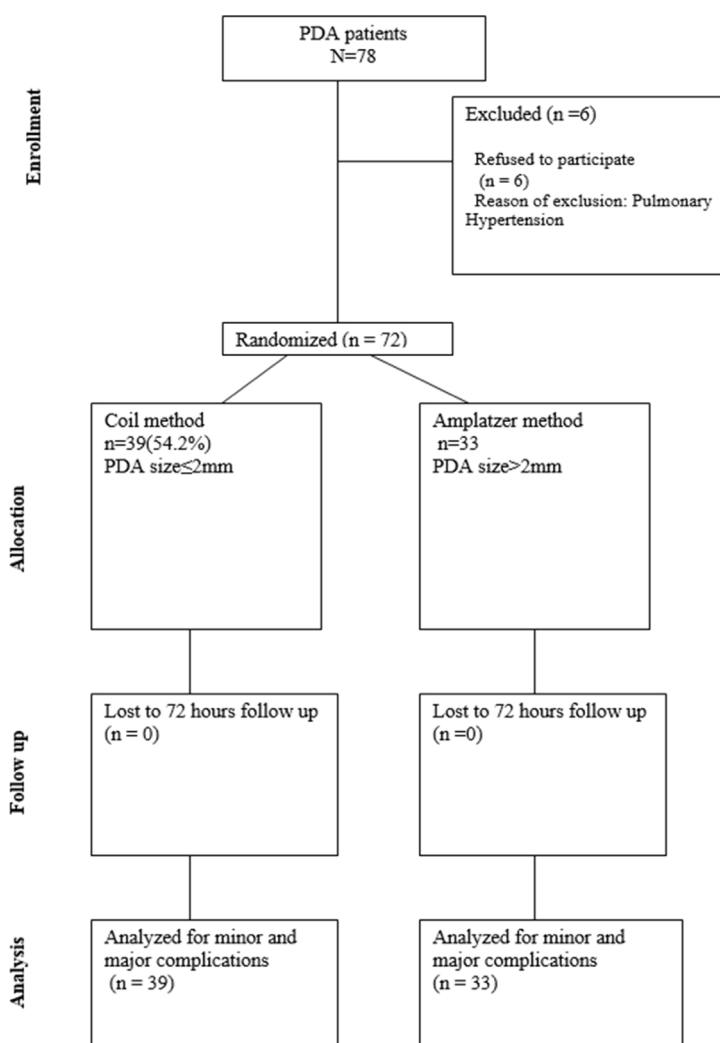 PDA patients
N=78
Enrollment
Excluded (n =6)
Refused to participate
(n = 6)
Reason of exclusion: Pulmonary
Hypertension
Randomized (n = 72)
Allocation
Coil method
n=39(54.2%)
PDA size≤2mm
Amplatzer method
n=33
PDA size>2mm
Follow up
Lost to 72 hours follow up
(n = 0)
Lost to 72 hours follow up
(n =0)
Analysis
Analyzed for minor and
major complications
(n = 39)
Analyzed for minor and
major complications
(n = 33)